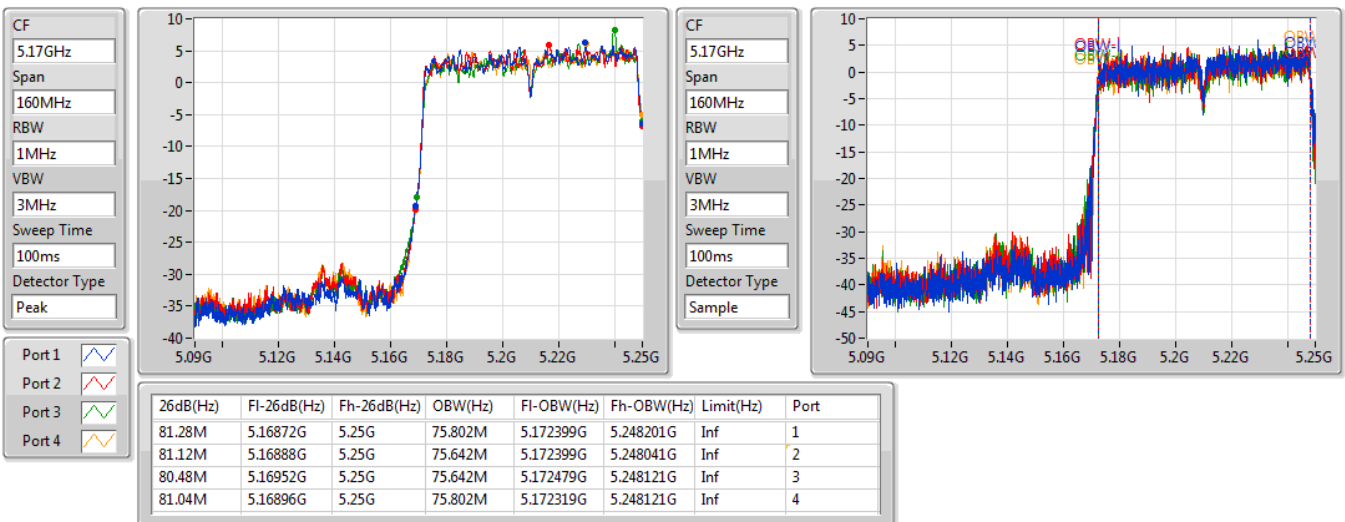 CF
5.17GHz
Span
160MHz
RBW
1MHz
VBW
3MHz
Sweep Time
100ms
Detector Type
Peak
10
5
0
-5
-10
-15
-20
-25
-30
-35
-40
5.09G 5.12G 5.14G 5.16G 5.18G 5.2G 5.22G 5.25G
CF
5.17GHz
Span
160MHz
RBW
1MHz
VBW
3MHz
Sweep Time
100ms
Detector Type
Sample
10
5
0
-5
-10
-15
-20
-25
-30
-35
-40
-45
-50
5.09G 5.12G 5.14G 5.16G 5.18G 5.2G 5.22G 5.25G
Port 1
Port 2
Port 3
Port 4
26dB(Hz) Fl-26dB(Hz) Fh-26dB(Hz) OBW(Hz) Fl-OBW(Hz) Fh-OBW(Hz) Limit(Hz) Port
81.28M 5.16872G 5.25G 75.802M 5.172399G 5.248201G Inf 1
81.12M 5.16888G 5.25G 75.642M 5.172399G 5.248041G Inf 2
80.48M 5.16952G 5.25G 75.642M 5.172479G 5.248121G Inf 3
81.04M 5.16896G 5.25G 75.802M 5.172319G 5.248121G Inf 4